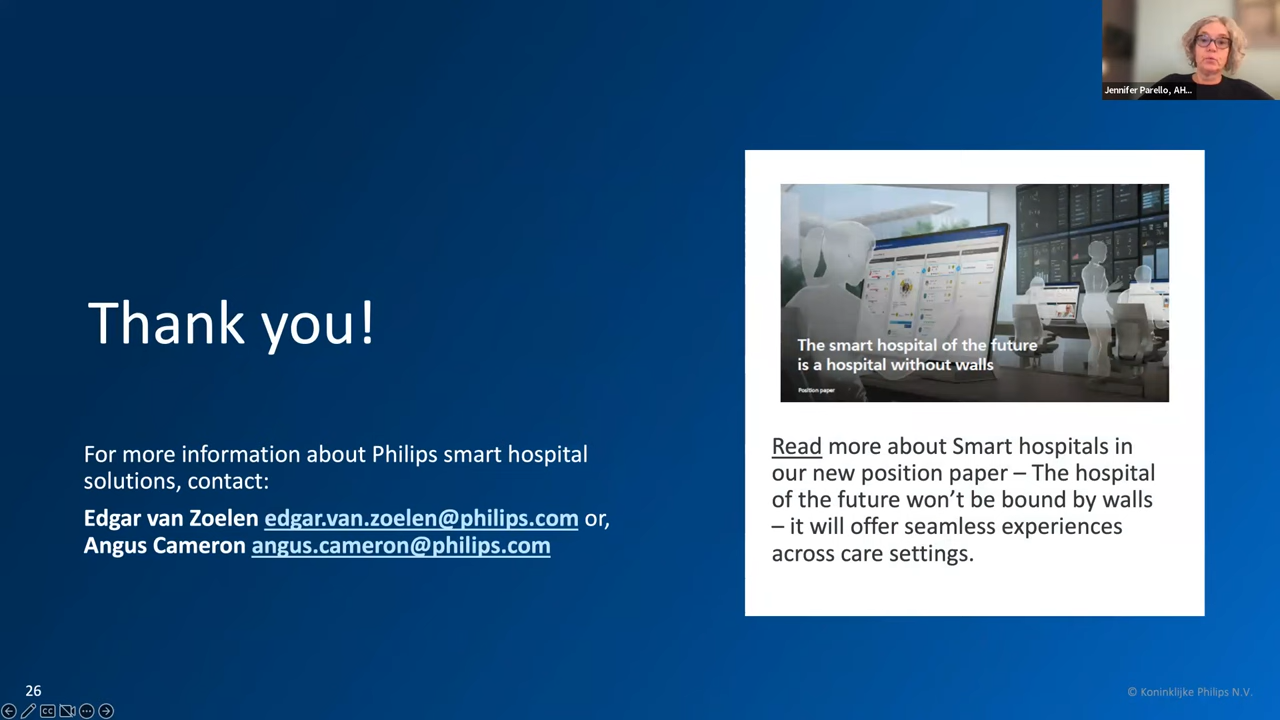 Jennifer Parello, AH...
Thank you!
For more information about Philips smart hospital
solutions, contact:
Edgar van Zoelen edgar.van.zoelen@philips.com or,
Angus Cameron angus.cameron@philips.com
The smart hospital of the future
is a hospital without walls
Position paper
Read more about Smart hospitals in
our new position paper – The hospital
of the future won’t be bound by walls
– it will offer seamless experiences
across care settings.
26
© Koninklijke Philips N.V.
CC